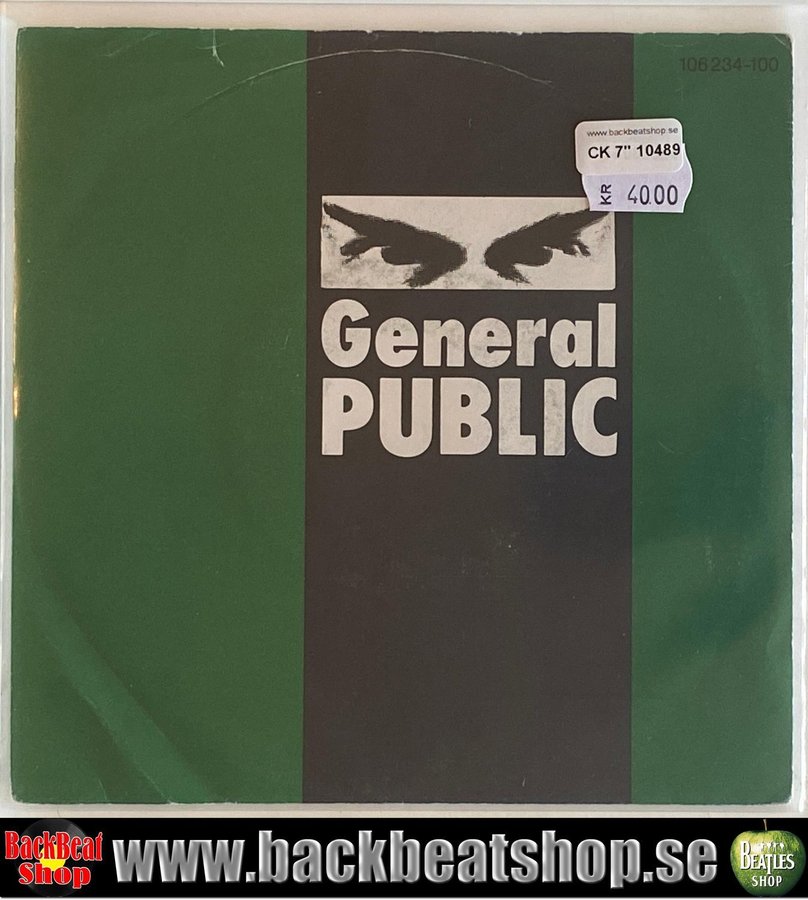 106 234-100
www.backbeatshop.se
CK 7" 10489
KR 40.00
General
PUBLIC
BackBeat
Shop
www.backbeatshop.se
BEATLES
SHOP